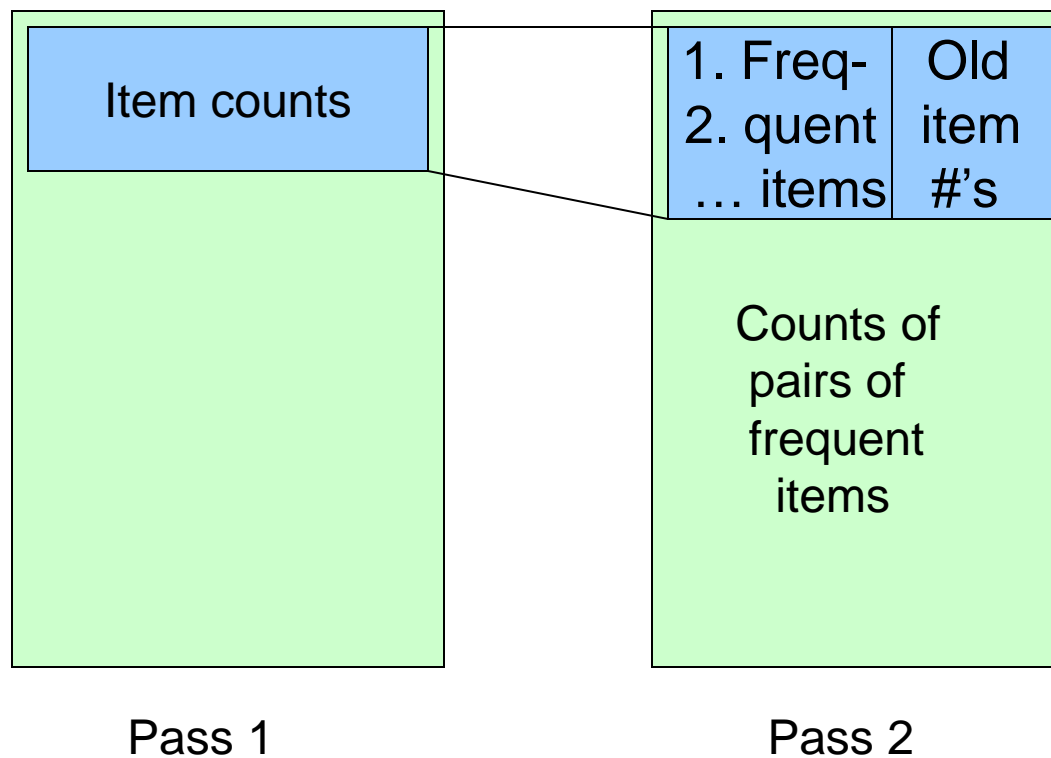 Item counts
1. Freq-
2. quent
… items
Old
item
#’s
Counts of
pairs of
frequent
items
Pass 1
Pass 2